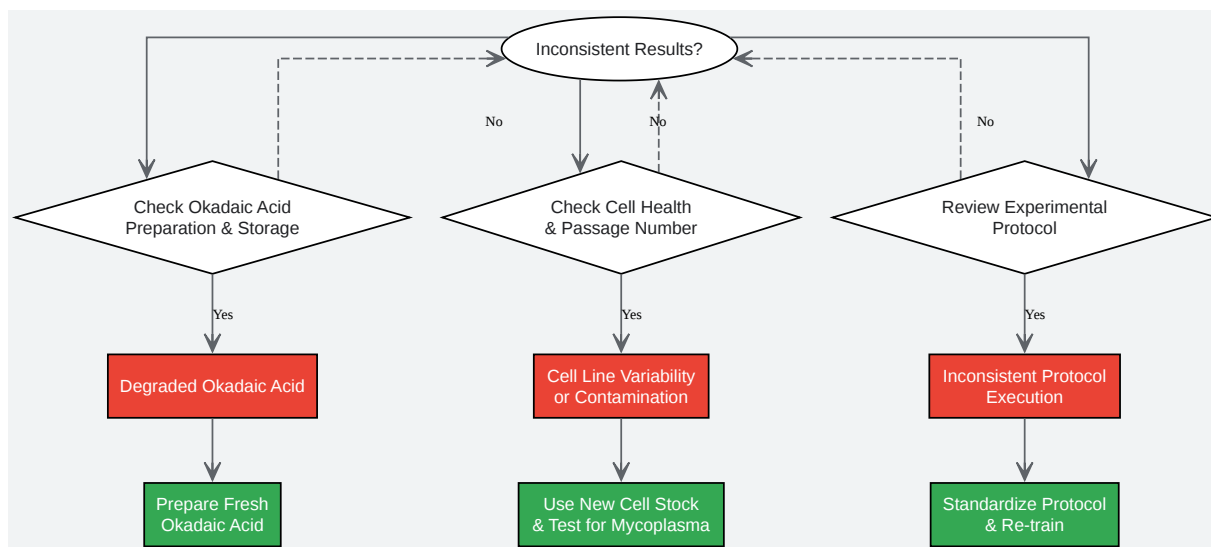 Inconsistent Results?
No
No
No
Check Okadaic Acid
Preparation & Storage
Check Cell Health
& Passage Number
Review Experimental
Protocol
Yes
Yes
Yes
Degraded Okadaic Acid
Cell Line Variability
or Contamination
Inconsistent Protocol
Execution
Prepare Fresh
Okadaic Acid
Use New Cell Stock
& Test for Mycoplasma
Standardize Protocol
& Re-train